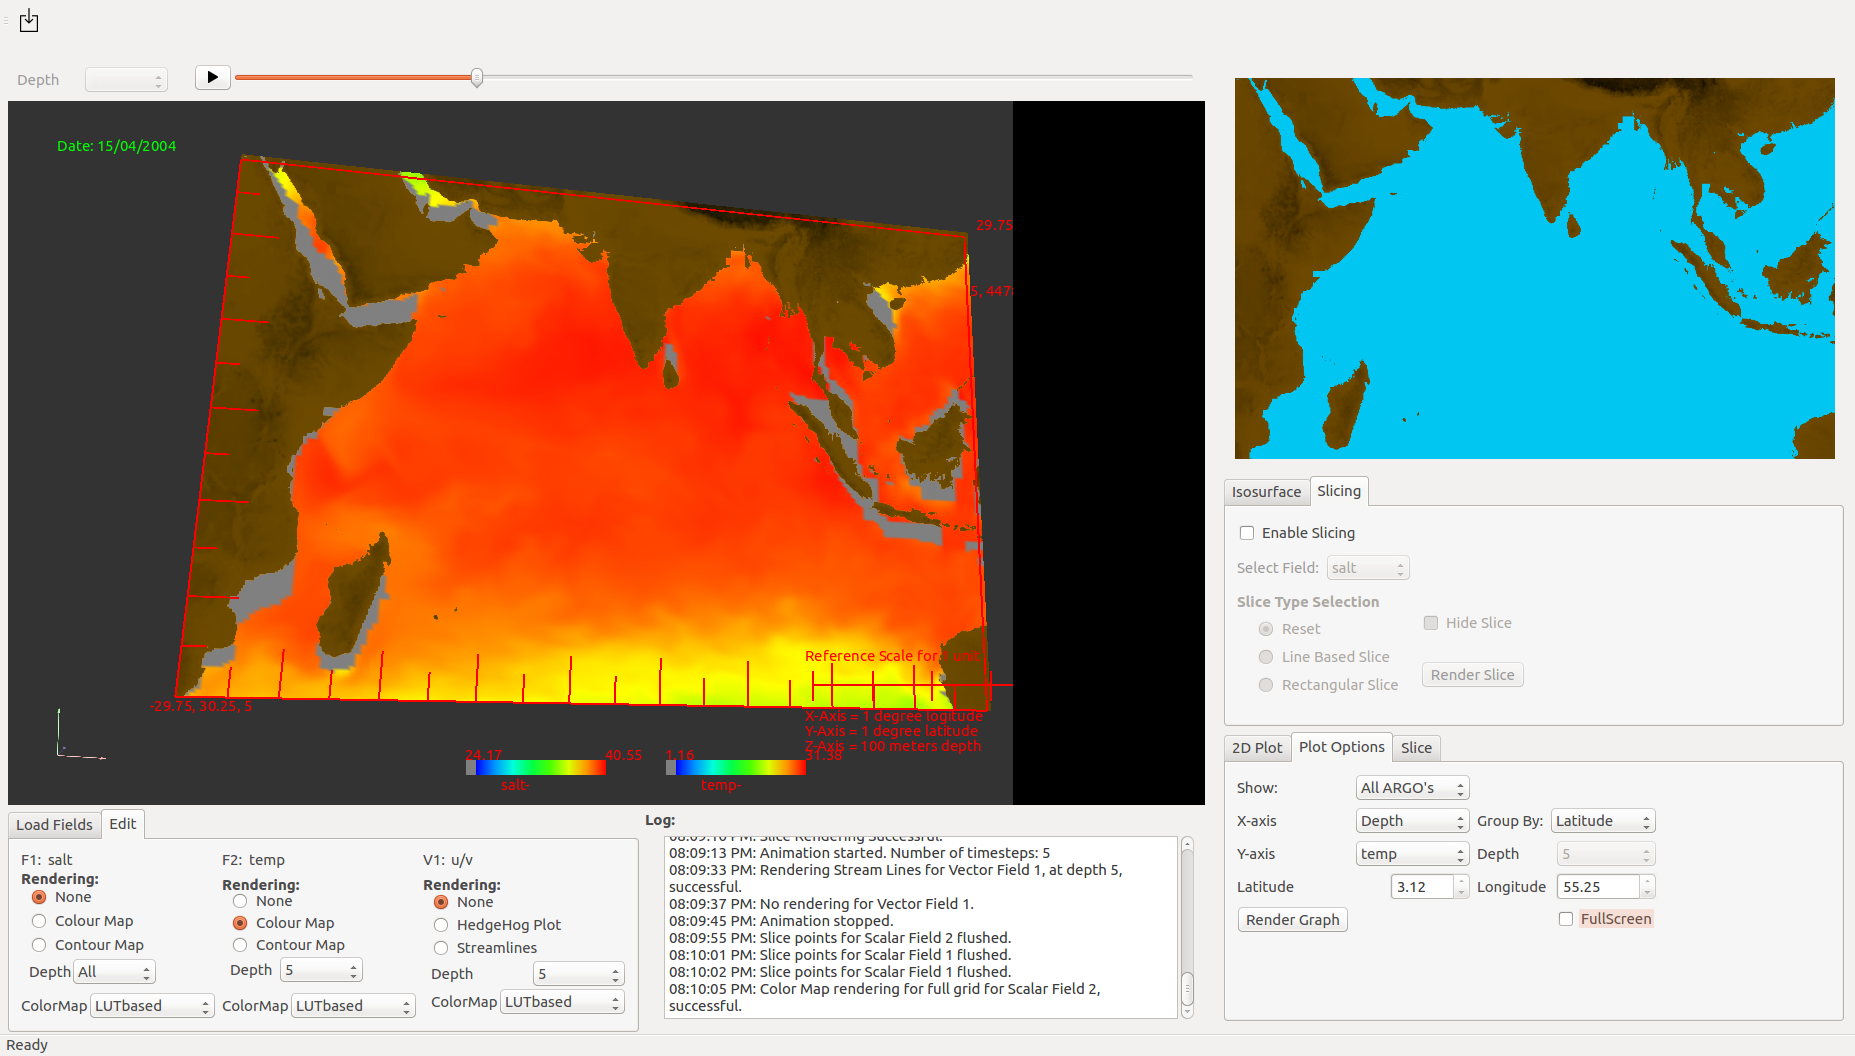 Depth
Date: 15/04/2004
29.75
5, 447
-29.75, 30.25, 5
Reference Scale for 1 unit
X-Axis = 1 degree logitude
Y-Axis = 1 degree latitude
Z-Axis = 100 meters depth
24.17 40.55 1.16 31.38
salt- temp-
Isosurface Slicing
Enable Slicing
Select Field: salt
Slice Type Selection
Reset Hide Slice
Line Based Slice
Rectangular Slice Render Slice
2D Plot Plot Options Slice
Show: All ARGO's
X-axis Depth Group By: Latitude
Y-axis temp Depth 5
Latitude 3.12 Longitude 55.25
Render Graph FullScreen
Load Fields Edit
F1: salt
Rendering:
None
Colour Map
Contour Map
Depth All
ColorMap LUTbased
F2: temp
Rendering:
None
Colour Map
Contour Map
Depth 5
ColorMap LUTbased
V1: u/v
Rendering:
None
HedgeHog Plot
Streamlines
Depth 5
ColorMap LUTbased
Log:
08:09:10 PM: Slice Rendering Successful.
08:09:13 PM: Animation started. Number of timesteps: 5
08:09:33 PM: Rendering Stream Lines for Vector Field 1, at depth 5,
successful.
08:09:37 PM: No rendering for Vector Field 1.
08:09:45 PM: Animation stopped.
08:09:55 PM: Slice points for Scalar Field 2 flushed.
08:10:01 PM: Slice points for Scalar Field 1 flushed.
08:10:02 PM: Slice points for Scalar Field 1 flushed.
08:10:05 PM: Color Map rendering for full grid for Scalar Field 2,
successful.
Ready